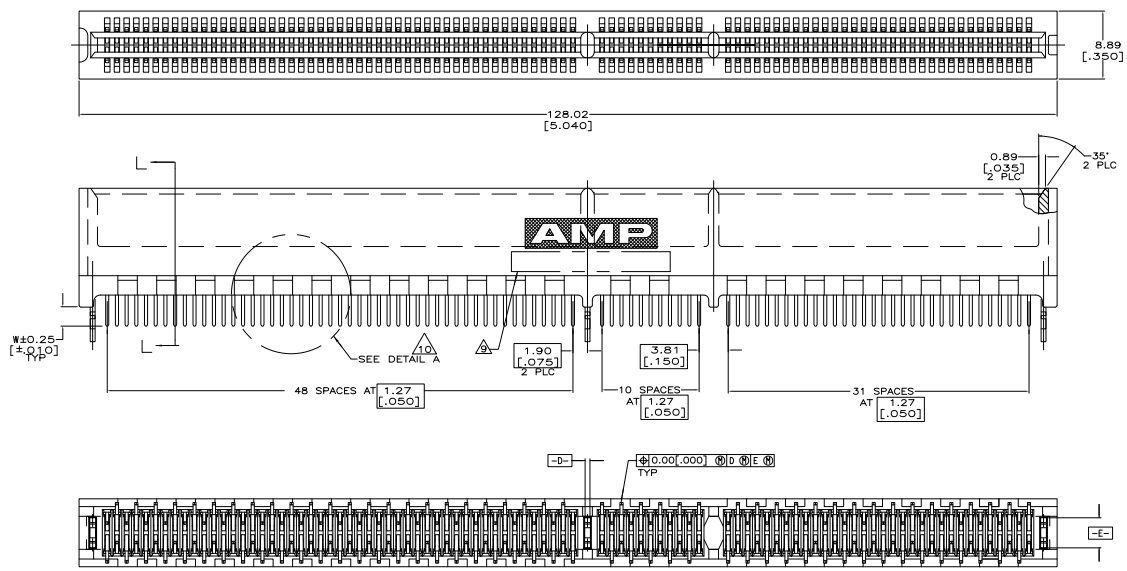 8.89
[.350]
128.02
[5.040]
0.89
[.035]
2 PLC
35°
2 PLC
L
AMP
W±0.25
[±.010]
TYP
L
SEE DETAIL A
10
9
1.90
[.075]
2 PLC
3.81
[.150]
48 SPACES AT 1.27
[.050]
10 SPACES
AT 1.27
[.050]
31 SPACES
AT 1.27
[.050]
-D-
⌖ 0.00[.000] Ⓜ D Ⓜ E Ⓜ
TYP
-E-